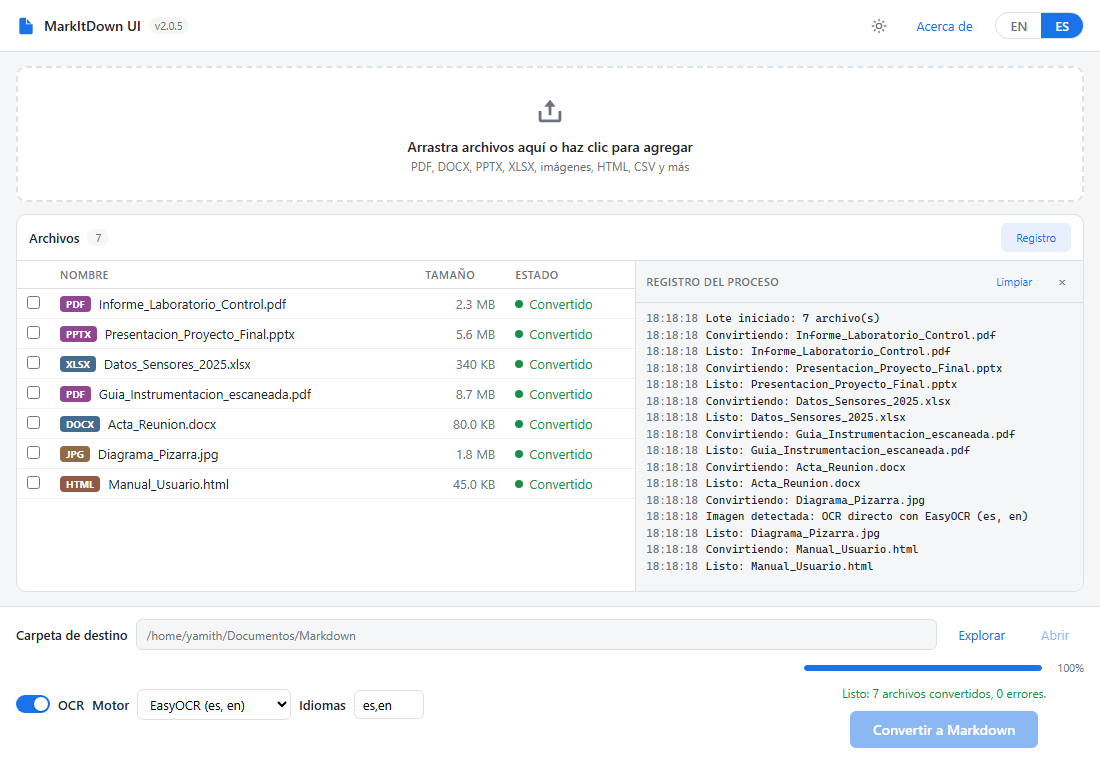 MarkItDown UI v2.0.5 Acerca de EN ES
Arrastra archivos aquí o haz clic para agregar
PDF, DOCX, PPTX, XLSX, imágenes, HTML, CSV y más
Archivos 7 Registro
NOMBRE TAMAÑO ESTADO
PDF Informe_Laboratorio_Control.pdf 2.3 MB Convertido
PPTX Presentacion_Proyecto_Final.pptx 5.6 MB Convertido
XLSX Datos_Sensores_2025.xlsx 340 KB Convertido
PDF Guia_Instrumentacion_escaneada.pdf 8.7 MB Convertido
DOCX Acta_Reunion.docx 80.0 KB Convertido
JPG Diagrama_Pizarra.jpg 1.8 MB Convertido
HTML Manual_Usuario.html 45.0 KB Convertido
REGISTRO DEL PROCESO Limpiar ×
18:18:18 Lote iniciado: 7 archivo(s)
18:18:18 Convirtiendo: Informe_Laboratorio_Control.pdf
18:18:18 Listo: Informe_Laboratorio_Control.pdf
18:18:18 Convirtiendo: Presentacion_Proyecto_Final.pptx
18:18:18 Listo: Presentacion_Proyecto_Final.pptx
18:18:18 Convirtiendo: Datos_Sensores_2025.xlsx
18:18:18 Listo: Datos_Sensores_2025.xlsx
18:18:18 Convirtiendo: Guia_Instrumentacion_escaneada.pdf
18:18:18 Listo: Guia_Instrumentacion_escaneada.pdf
18:18:18 Convirtiendo: Acta_Reunion.docx
18:18:18 Listo: Acta_Reunion.docx
18:18:18 Convirtiendo: Diagrama_Pizarra.jpg
18:18:18 Imagen detectada: OCR directo con EasyOCR (es, en)
18:18:18 Listo: Diagrama_Pizarra.jpg
18:18:18 Convirtiendo: Manual_Usuario.html
18:18:18 Listo: Manual_Usuario.html
Carpeta de destino /home/yamith/Documentos/Markdown Explorar Abrir
100%
OCR Motor EasyOCR (es, en) Idiomas es,en
Listo: 7 archivos convertidos, 0 errores.
Convertir a Markdown